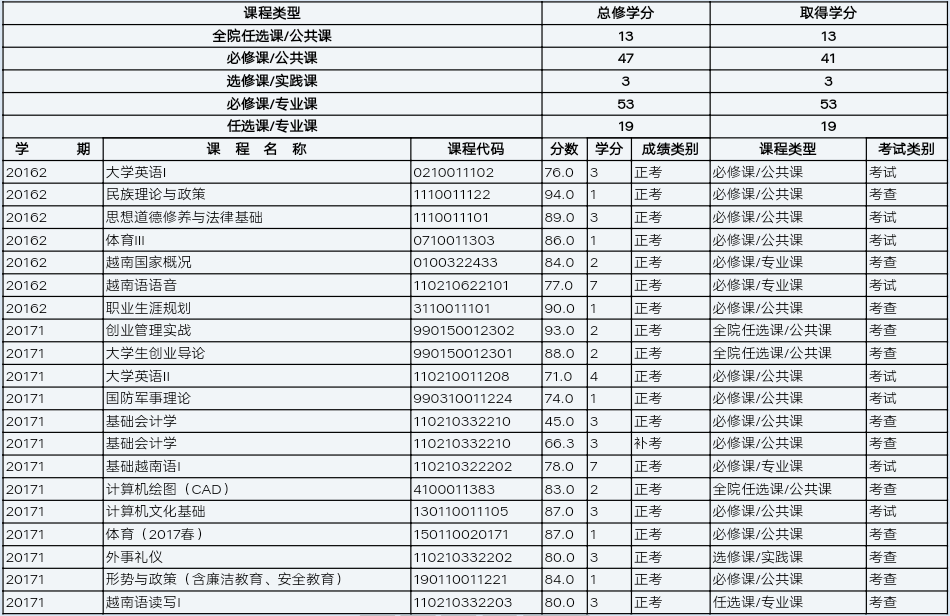 课程类型 总修学分 取得学分
全院任选课/公共课 13 13
必修课/公共课 47 41
选修课/实践课 3 3
必修课/专业课 53 53
任选课/专业课 19 19
学 期 课 程 名 称 课程代码 分数 学分 成绩类别 课程类型 考试类别
20162 大学英语I 0210011102 76.0 3 正考 必修课/公共课 考试
20162 民族理论与政策 1110011122 94.0 1 正考 必修课/公共课 考查
20162 思想道德修养与法律基础 1110011101 89.0 3 正考 必修课/公共课 考试
20162 体育III 0710011303 86.0 1 正考 必修课/公共课 考试
20162 越南国家概况 0100322433 84.0 2 正考 必修课/专业课 考查
20162 越南语语音 110210622101 77.0 7 正考 必修课/专业课 考试
20162 职业生涯规划 3110011101 90.0 1 正考 必修课/公共课 考查
20171 创业管理实战 990150012302 93.0 2 正考 全院任选课/公共课 考查
20171 大学生创业导论 990150012301 88.0 2 正考 全院任选课/公共课 考查
20171 大学英语II 110210011208 71.0 4 正考 必修课/公共课 考试
20171 国防军事理论 990310011224 74.0 1 正考 必修课/公共课 考试
20171 基础会计学 110210332210 45.0 3 正考 必修课/公共课 考查
20171 基础会计学 110210332210 66.3 3 补考 必修课/公共课 考查
20171 基础越南语I 110210322202 78.0 7 正考 必修课/专业课 考试
20171 计算机绘图（CAD） 4100011383 83.0 2 正考 全院任选课/公共课 考查
20171 计算机文化基础 130110011105 87.0 3 正考 必修课/公共课 考试
20171 体育（2017春） 150110020171 87.0 1 正考 必修课/公共课 考查
20171 外事礼仪 110210332202 80.0 3 正考 选修课/实践课 考查
20171 形势与政策（含廉洁教育、安全教育） 190110011221 84.0 1 正考 必修课/公共课 考查
20171 越南语读写I 110210332203 80.0 3 正考 任选课/专业课 考查